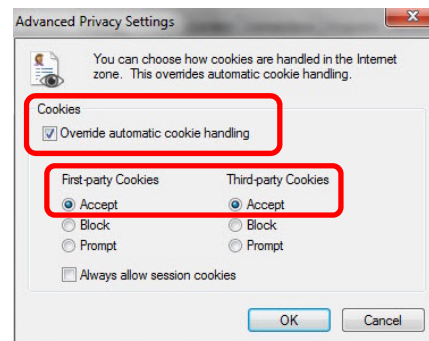 Advanced Privacy Settings
You can choose how cookies are handled in the Internet
zone. This overrides automatic cookie handling.
Cookies
Override automatic cookie handling
First-party Cookies Third-party Cookies
Accept Accept
Block Block
Prompt Prompt
Always allow session cookies
OK Cancel